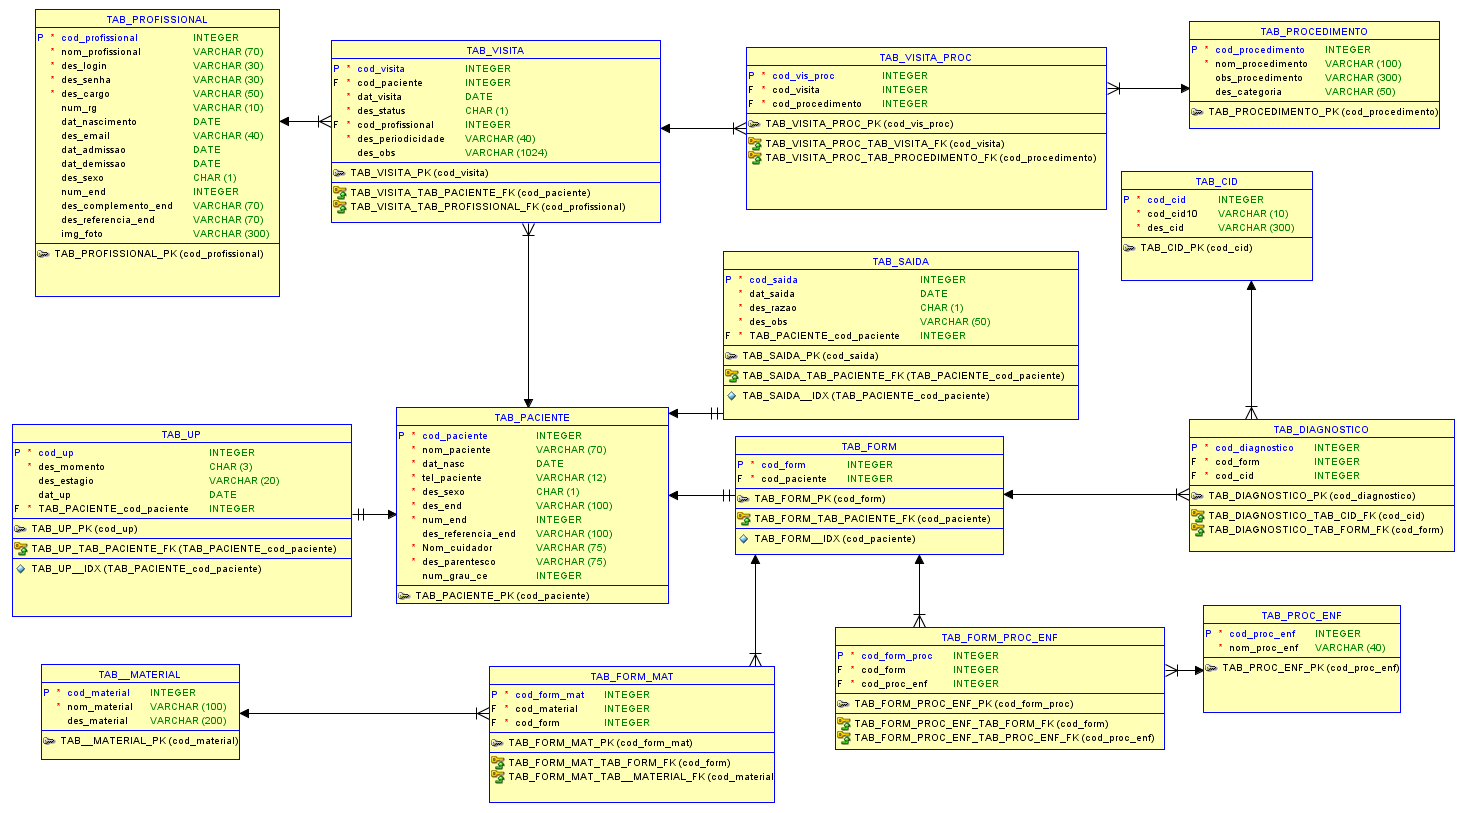 TAB_PROFISSIONAL
P * cod_profissional INTEGER
* nom_profissional VARCHAR (70)
* des_login VARCHAR (30)
* des_senha VARCHAR (30)
* des_cargo VARCHAR (50)
num_rg VARCHAR (10)
dat_nascimento DATE
des_email VARCHAR (40)
dat_admissao DATE
dat_demissao DATE
des_sexo CHAR (1)
num_end INTEGER
des_complemento_end VARCHAR (70)
des_referencia_end VARCHAR (70)
img_foto VARCHAR (300)
TAB_PROFISSIONAL_PK (cod_profissional)
TAB_VISITA
P * cod_visita INTEGER
F * cod_paciente INTEGER
* dat_visita DATE
* des_status CHAR (1)
F * cod_profissional INTEGER
* des_periodicidade VARCHAR (40)
des_obs VARCHAR (1024)
TAB_VISITA_PK (cod_visita)
TAB_VISITA_TAB_PACIENTE_FK (cod_paciente)
TAB_VISITA_TAB_PROFISSIONAL_FK (cod_profissional)
TAB_VISITA_PROC
P * cod_vis_proc INTEGER
F * cod_visita INTEGER
F * cod_procedimento INTEGER
TAB_VISITA_PROC_PK (cod_vis_proc)
TAB_VISITA_PROC_TAB_VISITA_FK (cod_visita)
TAB_VISITA_PROC_TAB_PROCEDIMENTO_FK (cod_procedimento)
TAB_PROCEDIMENTO
P * cod_procedimento INTEGER
* nom_procedimento VARCHAR (100)
obs_procedimento VARCHAR (300)
des_categoria VARCHAR (50)
TAB_PROCEDIMENTO_PK (cod_procedimento)
TAB_CID
P * cod_cid INTEGER
* cod_cid10 VARCHAR (10)
* des_cid VARCHAR (300)
TAB_CID_PK (cod_cid)
TAB_SAIDA
P * cod_saida INTEGER
* dat_saida DATE
* des_razao CHAR (1)
* des_obs VARCHAR (50)
F * TAB_PACIENTE_cod_paciente INTEGER
TAB_SAIDA_PK (cod_saida)
TAB_SAIDA_TAB_PACIENTE_FK (TAB_PACIENTE_cod_paciente)
TAB_SAIDA__IDX (TAB_PACIENTE_cod_paciente)
TAB_UP
P * cod_up INTEGER
* des_momento CHAR (3)
des_estagio VARCHAR (20)
dat_up DATE
F * TAB_PACIENTE_cod_paciente INTEGER
TAB_UP_PK (cod_up)
TAB_UP_TAB_PACIENTE_FK (TAB_PACIENTE_cod_paciente)
TAB_UP__IDX (TAB_PACIENTE_cod_paciente)
TAB_PACIENTE
P * cod_paciente INTEGER
* nom_paciente VARCHAR (70)
* dat_nasc DATE
* tel_paciente VARCHAR (12)
* des_sexo CHAR (1)
* des_end VARCHAR (100)
* num_end INTEGER
des_referencia_end VARCHAR (100)
* Nom_cuidador VARCHAR (75)
* des_parentesco VARCHAR (75)
num_grau_ce INTEGER
TAB_PACIENTE_PK (cod_paciente)
TAB_FORM
P * cod_form INTEGER
F * cod_paciente INTEGER
TAB_FORM_PK (cod_form)
TAB_FORM_TAB_PACIENTE_FK (cod_paciente)
TAB_FORM__IDX (cod_paciente)
TAB_DIAGNOSTICO
P * cod_diagnostico INTEGER
F * cod_form INTEGER
F * cod_cid INTEGER
TAB_DIAGNOSTICO_PK (cod_diagnostico)
TAB_DIAGNOSTICO_TAB_CID_FK (cod_cid)
TAB_DIAGNOSTICO_TAB_FORM_FK (cod_form)
TAB__MATERIAL
P * cod_material INTEGER
* nom_material VARCHAR (100)
des_material VARCHAR (200)
TAB__MATERIAL_PK (cod_material)
TAB_FORM_MAT
P * cod_form_mat INTEGER
F * cod_material INTEGER
F * cod_form INTEGER
TAB_FORM_MAT_PK (cod_form_mat)
TAB_FORM_MAT_TAB_FORM_FK (cod_form)
TAB_FORM_MAT_TAB__MATERIAL_FK (cod_material
TAB_FORM_PROC_ENF
P * cod_form_proc INTEGER
F * cod_form INTEGER
F * cod_proc_enf INTEGER
TAB_FORM_PROC_ENF_PK (cod_form_proc)
TAB_FORM_PROC_ENF_TAB_FORM_FK (cod_form)
TAB_FORM_PROC_ENF_TAB_PROC_ENF_FK (cod_proc_enf)
TAB_PROC_ENF
P * cod_proc_enf INTEGER
* nom_proc_enf VARCHAR (40)
TAB_PROC_ENF_PK (cod_proc_enf)